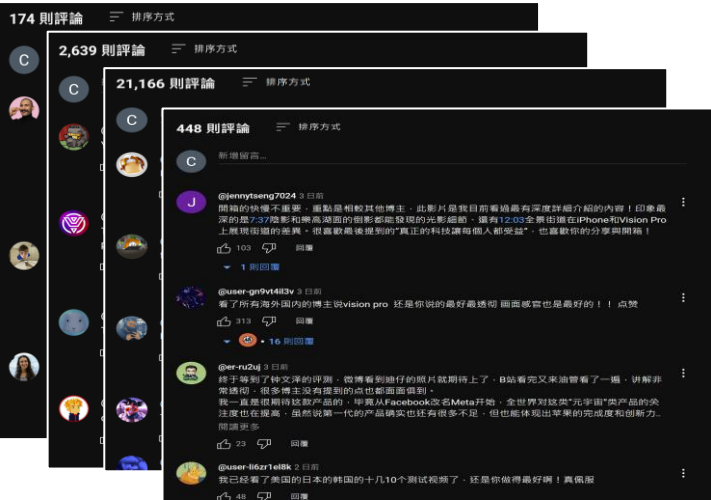 174 則評論
排序方式
C
2,639 則評論
排序方式
C
21,166 則評論
排序方式
C
448 則評論
排序方式
C
新增留言...
J
@jennytseng7024 3 日前
開箱的快慢不重要，重點是相較其他博主，此影片是我目前看過最有深度詳細介紹的內容！印象最
深的是7:37陰影和樂高湖面的倒影都能發現的光影細節、還有12:03全景街道在iPhone和Vision Pro
上展現街道的差異。很喜歡最後提到的“真正的科技讓每個人都受益”，也喜歡你的分享與開箱！
103 回覆
1 則回覆
@user-gn9vt4il3v 3 日前
看了所有海外国内的博主说vision pro 还是你说的最好最透彻 画面感官也是最好的！！ 点赞
313 回覆
• 16 則回覆
@er-ru2uj 3 日前
终于等到了钟文泽的评测，微博看到迪仔的照片就期待上了，B站看完又来油管看了一遍，讲解非
常透彻，很多博主没有提到的点也都面面俱到。
我一直是很期待这款产品的，毕竟从Facebook改名Meta开始，全世界对这类“元宇宙”类产品的关
注度也在提高，虽然说第一代的产品确实也还有很多不足，但也能体现出苹果的完成度和创新力...
閱讀更多
23 回覆
@user-li6zr1el8k 2 日前
我已经看了美国的日本的韩国的十几10个测试视频了，还是你做得最好啊！真佩服
48 回覆